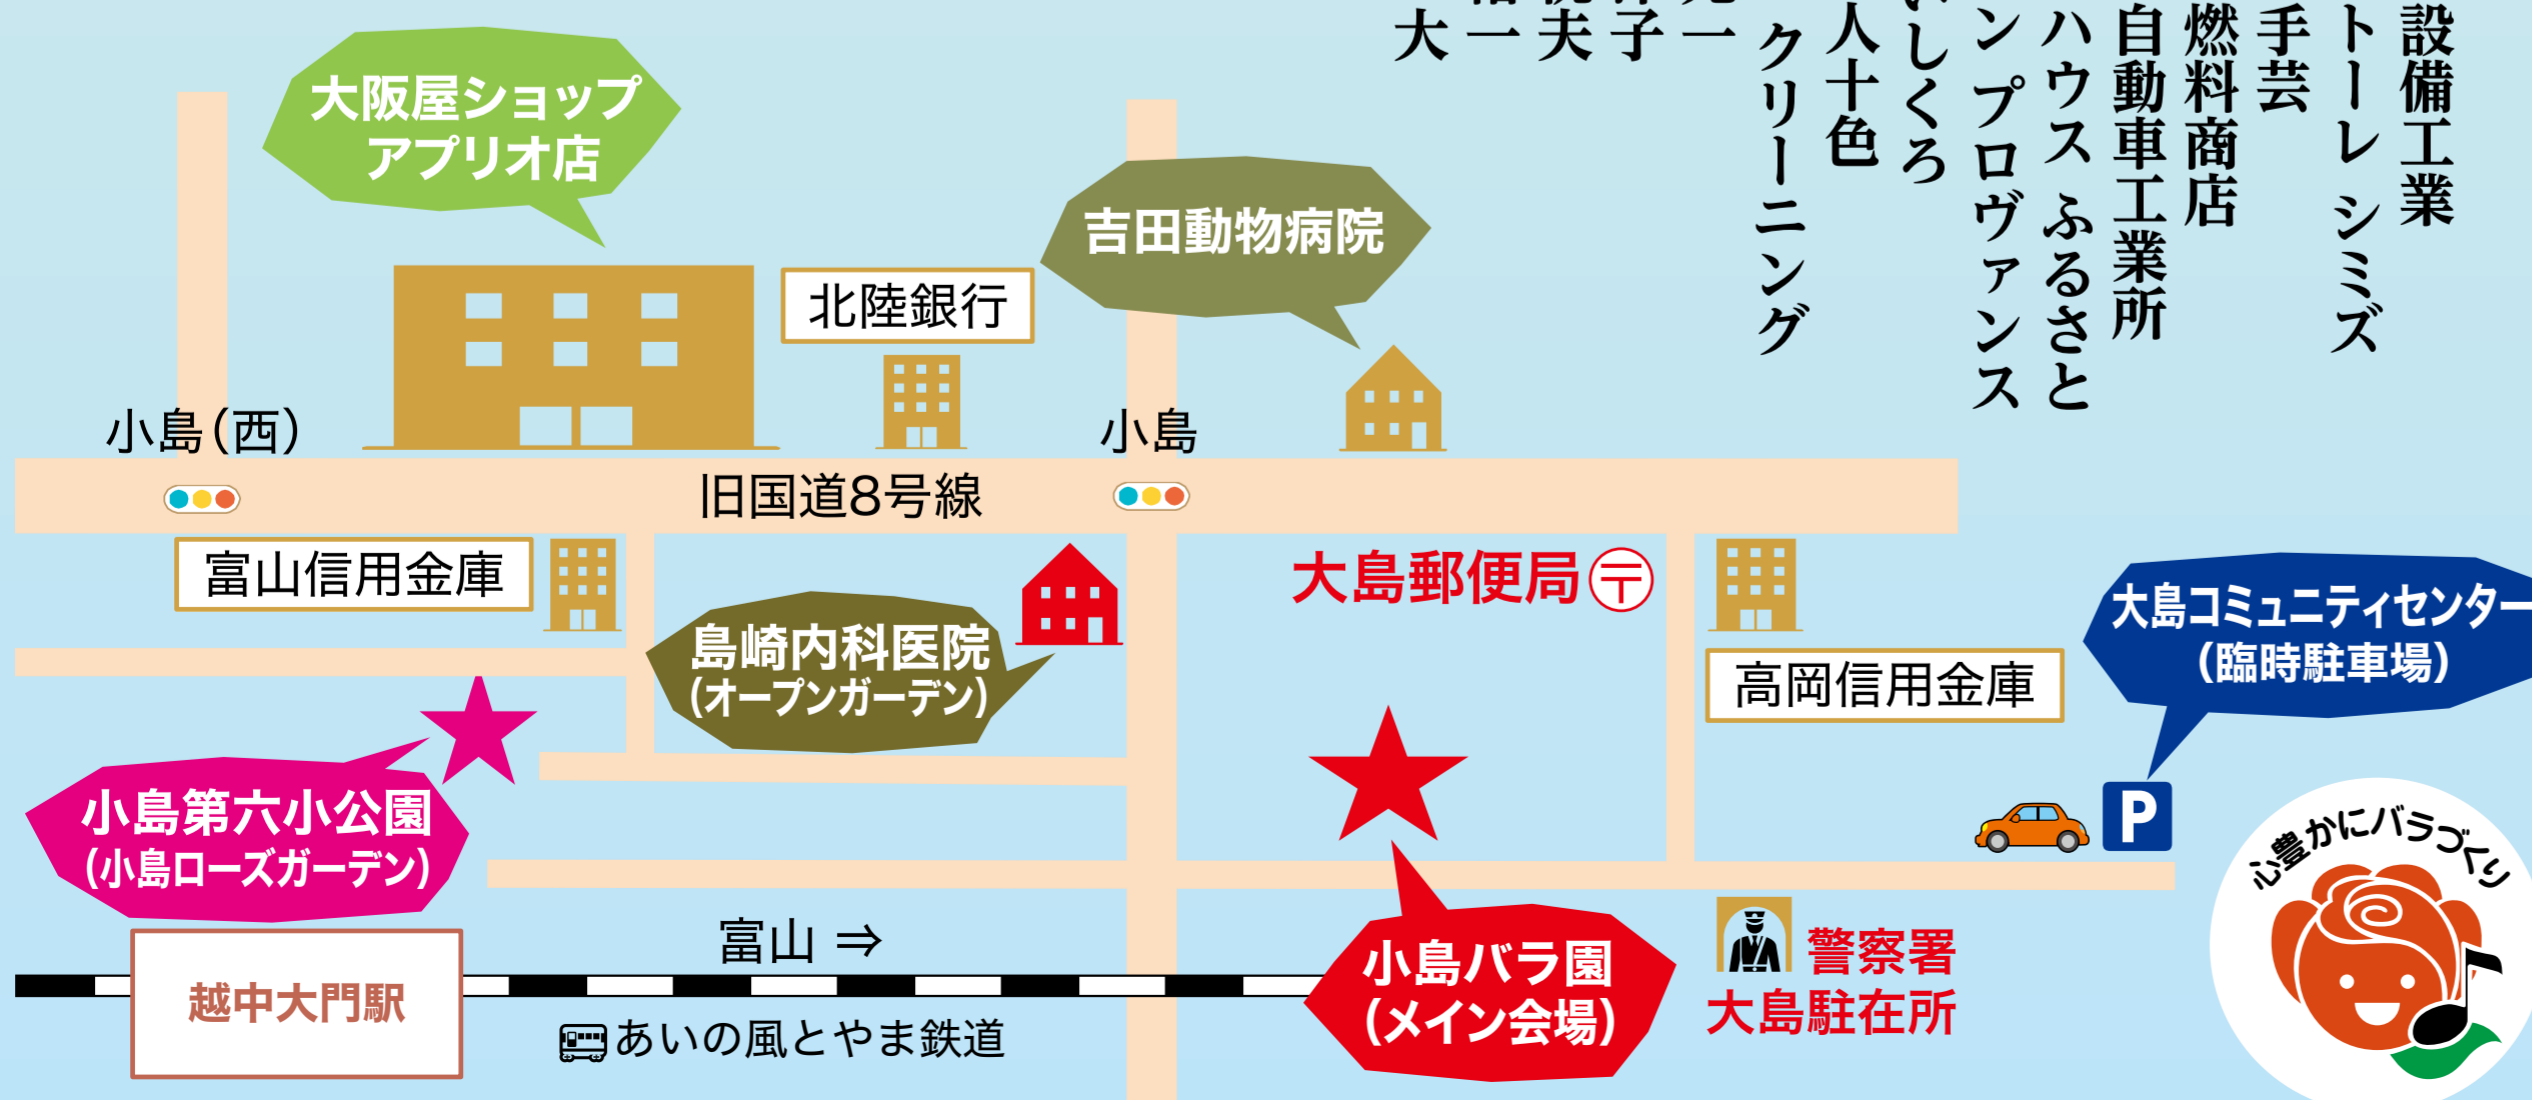 設備工業
トーレ シミズ
手芸
燃料商店
自動車工業所
ハウス ふるさと
ン プロヴァンス
しくろ
人十色
クリーニング
一
子
夫
一
大
大阪屋ショップ
アプリオ店
吉田動物病院
北陸銀行
小島(西)
小島
旧国道8号線
富山信用金庫
大島郵便局
〒
島崎内科医院
(オープンガーデン)
高岡信用金庫
大島コミュニティセンター
(臨時駐車場)
P
小島第六小公園
(小島ローズガーデン)
心豊かにバラづくり
富山 ⇒
小島バラ園
(メイン会場)
警察署
大島駐在所
越中大門駅
あいの風とやま鉄道